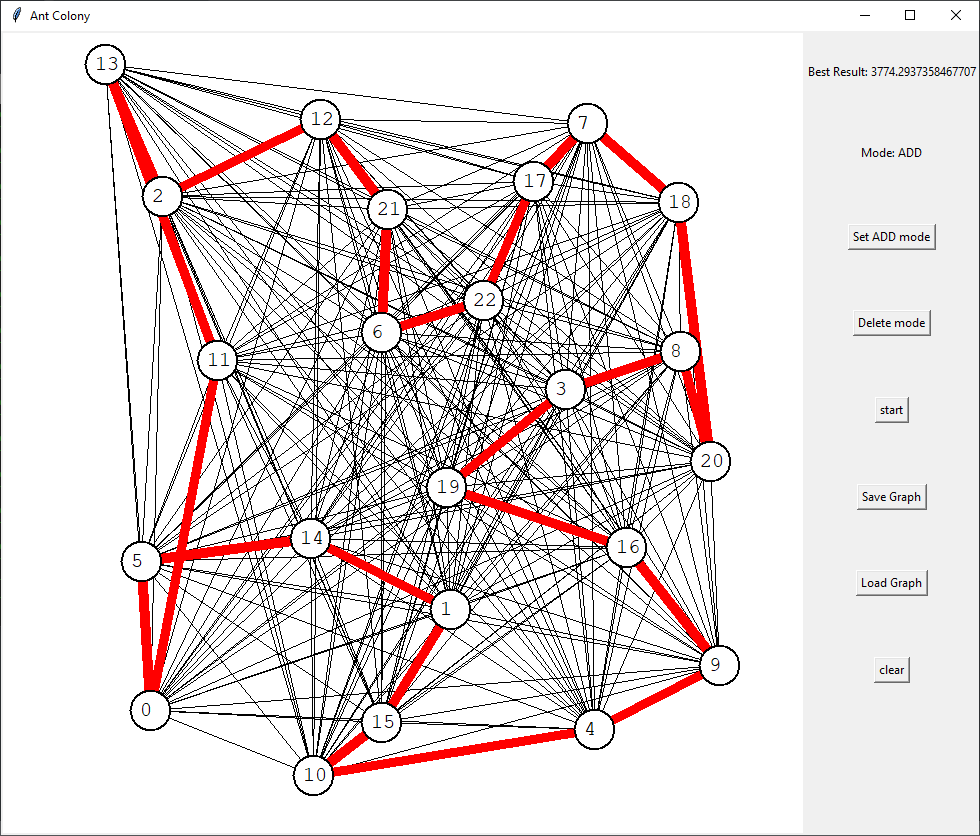 Ant Colony
13
12
7
2
17
18
21
22
6
11
8
3
20
19
14
16
5
1
9
0
15
4
10
Best Result: 3774.2937358467707
Mode: ADD
Set ADD mode
Delete mode
start
Save Graph
Load Graph
clear